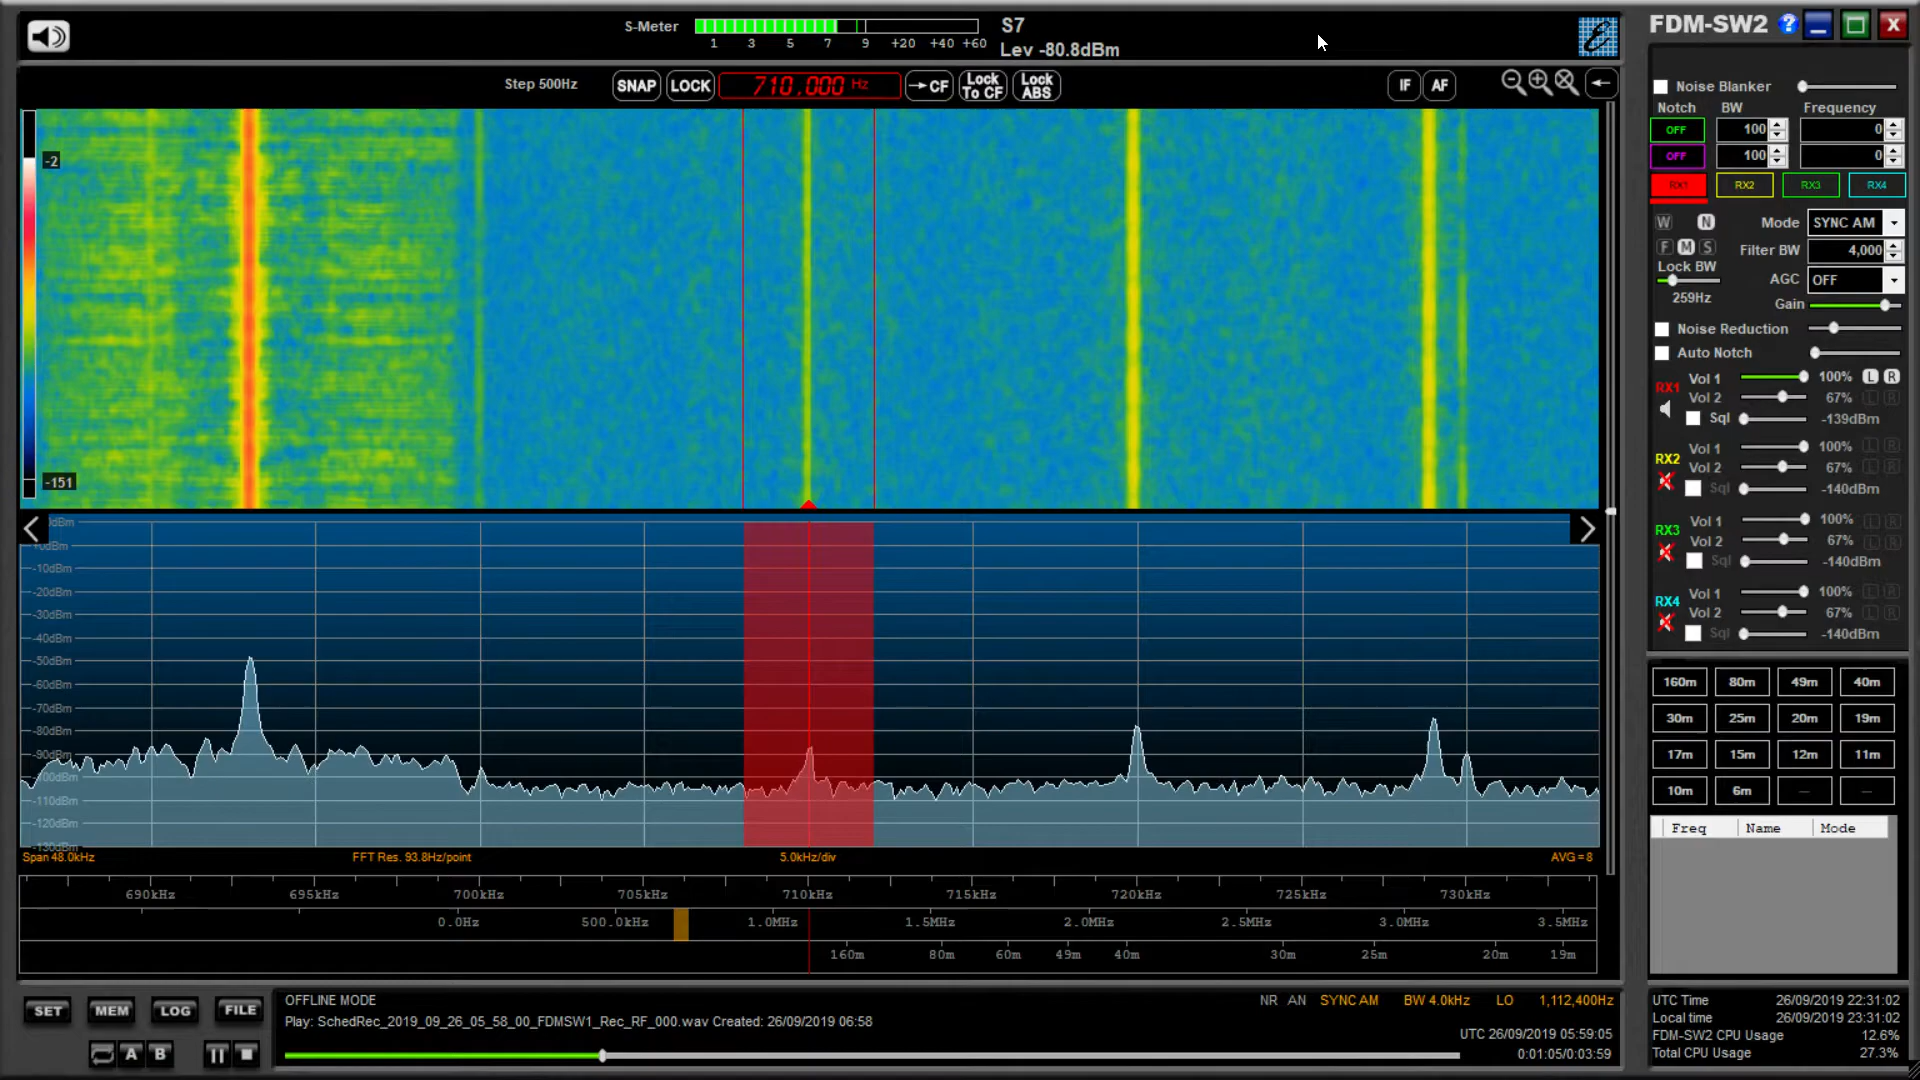 S-Meter
1 3 5 7 9 +20 +40 +60
S7
Lev -80.8dBm
FDM-SW2
?
X
Step 500Hz
SNAP
LOCK
710.000 Hz
→CF
Lock To CF
Lock ABS
IF
AF
Noise Blanker
Notch BW Frequency
OFF 100 0
OFF 100 0
RX1 RX2 RX3 RX4
W N Mode SYNC AM
F M S Filter BW 4,000
Lock BW
AGC OFF
259Hz
Gain
Noise Reduction
Auto Notch
RX1 Vol 1 100% L R
Vol 2 67% L R
Sql -139dBm
RX2 Vol 1 100% L R
Vol 2 67% L R
Sql -140dBm
RX3 Vol 1 100% L R
Vol 2 67% L R
Sql -140dBm
RX4 Vol 1 100% L R
Vol 2 67% L R
Sql -140dBm
160m 80m 49m 40m
30m 25m 20m 19m
17m 15m 12m 11m
10m 6m — —
Freq Name Mode
-2
-151
-10dBm
-20dBm
-30dBm
-40dBm
-50dBm
-60dBm
-70dBm
-80dBm
-90dBm
-100dBm
-110dBm
-120dBm
-130dBm
Span 48.0kHz FFT Res. 93.8Hz/point 5.0kHz/div AVG=8
690kHz 695kHz 700kHz 705kHz 710kHz 715kHz 720kHz 725kHz 730kHz
0.0Hz 500.0kHz 1.0MHz 1.5MHz 2.0MHz 2.5MHz 3.0MHz 3.5MHz
160m 80m 60m 49m 40m 30m 25m 20m 19m
SET MEM LOG FILE
A B
OFFLINE MODE
NR AN SYNC AM BW 4.0kHz LO 1,112,400Hz
Play: SchedRec_2019_09_26_05_58_00_FDMSW1_Rec_RF_000.wav Created: 26/09/2019 06:58
UTC 26/09/2019 05:59:05
0:01:05/0:03:59
UTC Time 26/09/2019 22:31:02
Local time 26/09/2019 23:31:02
FDM-SW2 CPU Usage 12.6%
Total CPU Usage 27.3%